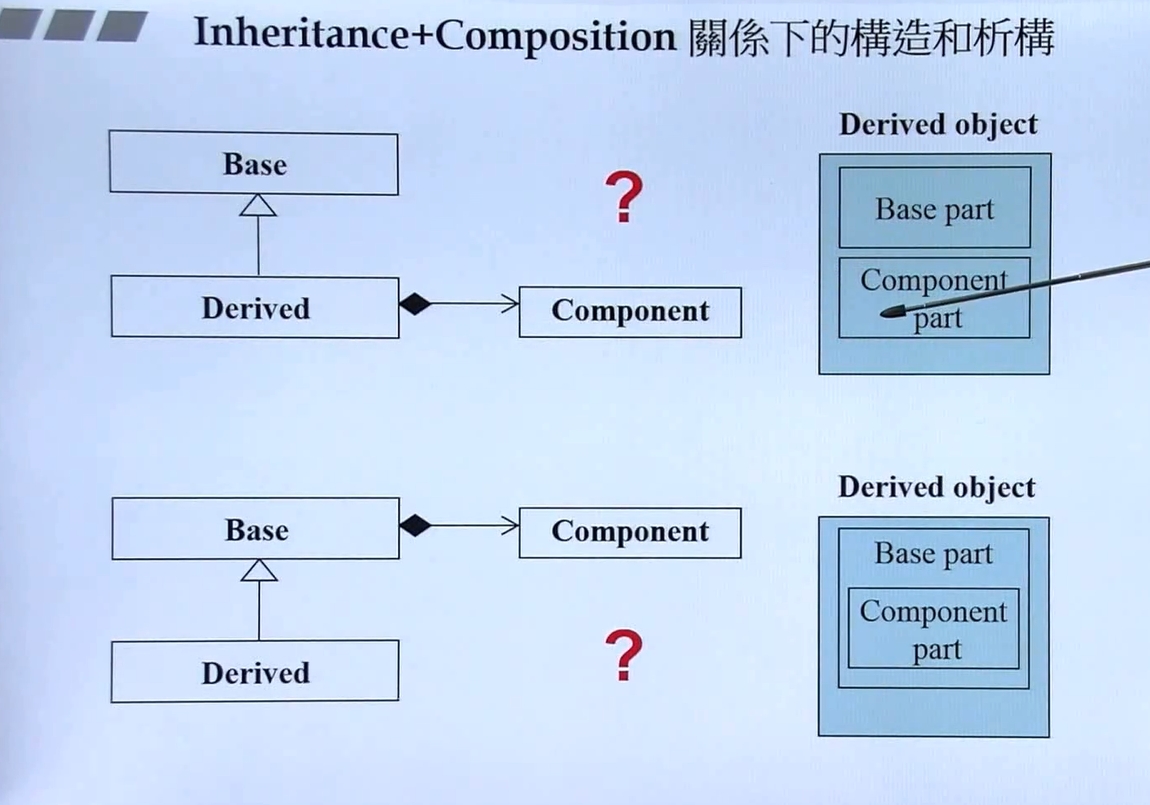 Inheritance+Composition 關係下的構造和析構
Derived object
Base
?
Base part
Derived
Component
Component
part
Derived object
Base
Component
Base part
Component
part
Derived
?